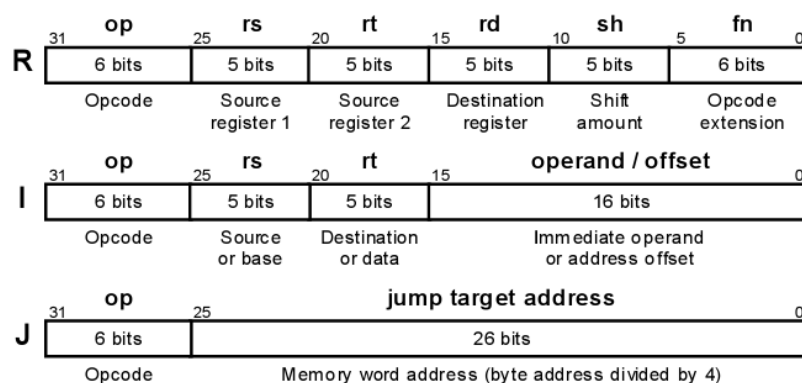 op rs rt rd sh fn
31 25 20 15 10 5 0
R 6 bits 5 bits 5 bits 5 bits 5 bits 6 bits
Opcode Source Source Destination Shift Opcode
register 1 register 2 register amount extension
op rs rt operand / offset
31 25 20 15 0
I 6 bits 5 bits 5 bits 16 bits
Opcode Source Destination Immediate operand
or base or data or address offset
op jump target address
31 25 0
J 6 bits 26 bits
Opcode Memory word address (byte address divided by 4)